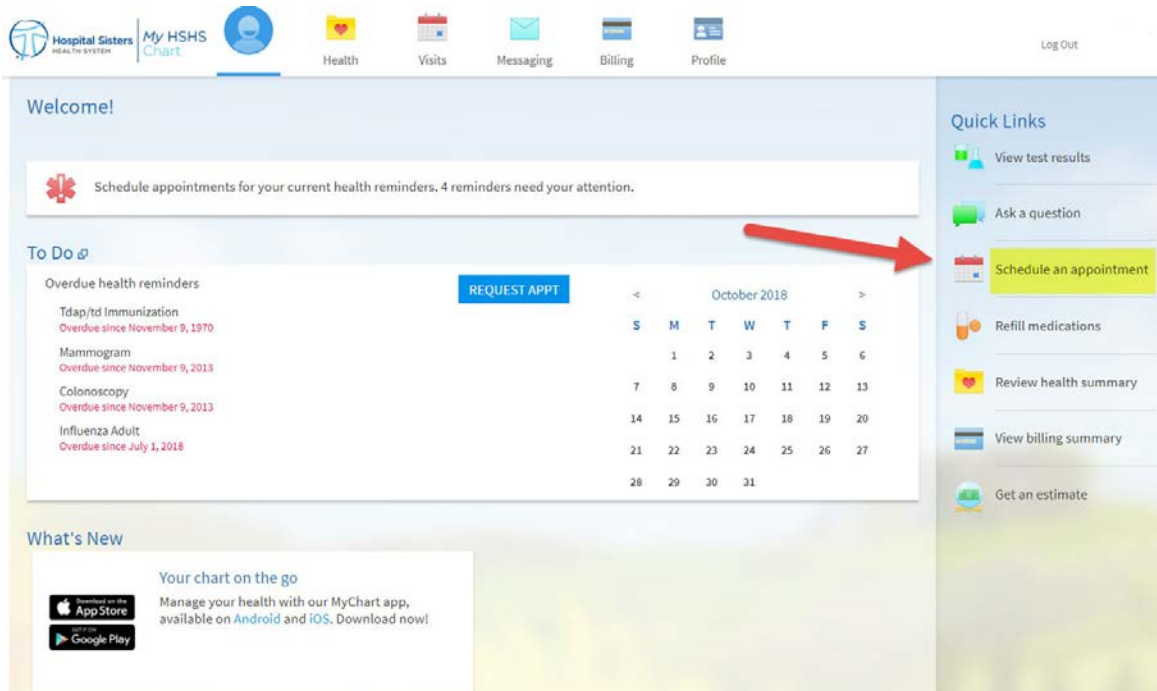 Hospital Sisters
HEALTH SYSTEM
My HSHS
Chart
Health
Visits
Messaging
Billing
Profile
Log Out
Welcome!
Schedule appointments for your current health reminders. 4 reminders need your attention.
To Do
Overdue health reminders
REQUEST APPT
Tdap/td Immunization
Overdue since November 9, 1970
Mammogram
Overdue since November 9, 2013
Colonoscopy
Overdue since November 9, 2013
Influenza Adult
Overdue since July 1, 2018
< October 2018 >
S M T W T F S
1 2 3 4 5 6
7 8 9 10 11 12 13
14 15 16 17 18 19 20
21 22 23 24 25 26 27
28 29 30 31
What's New
Your chart on the go
Manage your health with our MyChart app,
available on Android and iOS. Download now!
Download on the
App Store
GET IT ON
Google Play
Quick Links
View test results
Ask a question
Schedule an appointment
Refill medications
Review health summary
View billing summary
Get an estimate